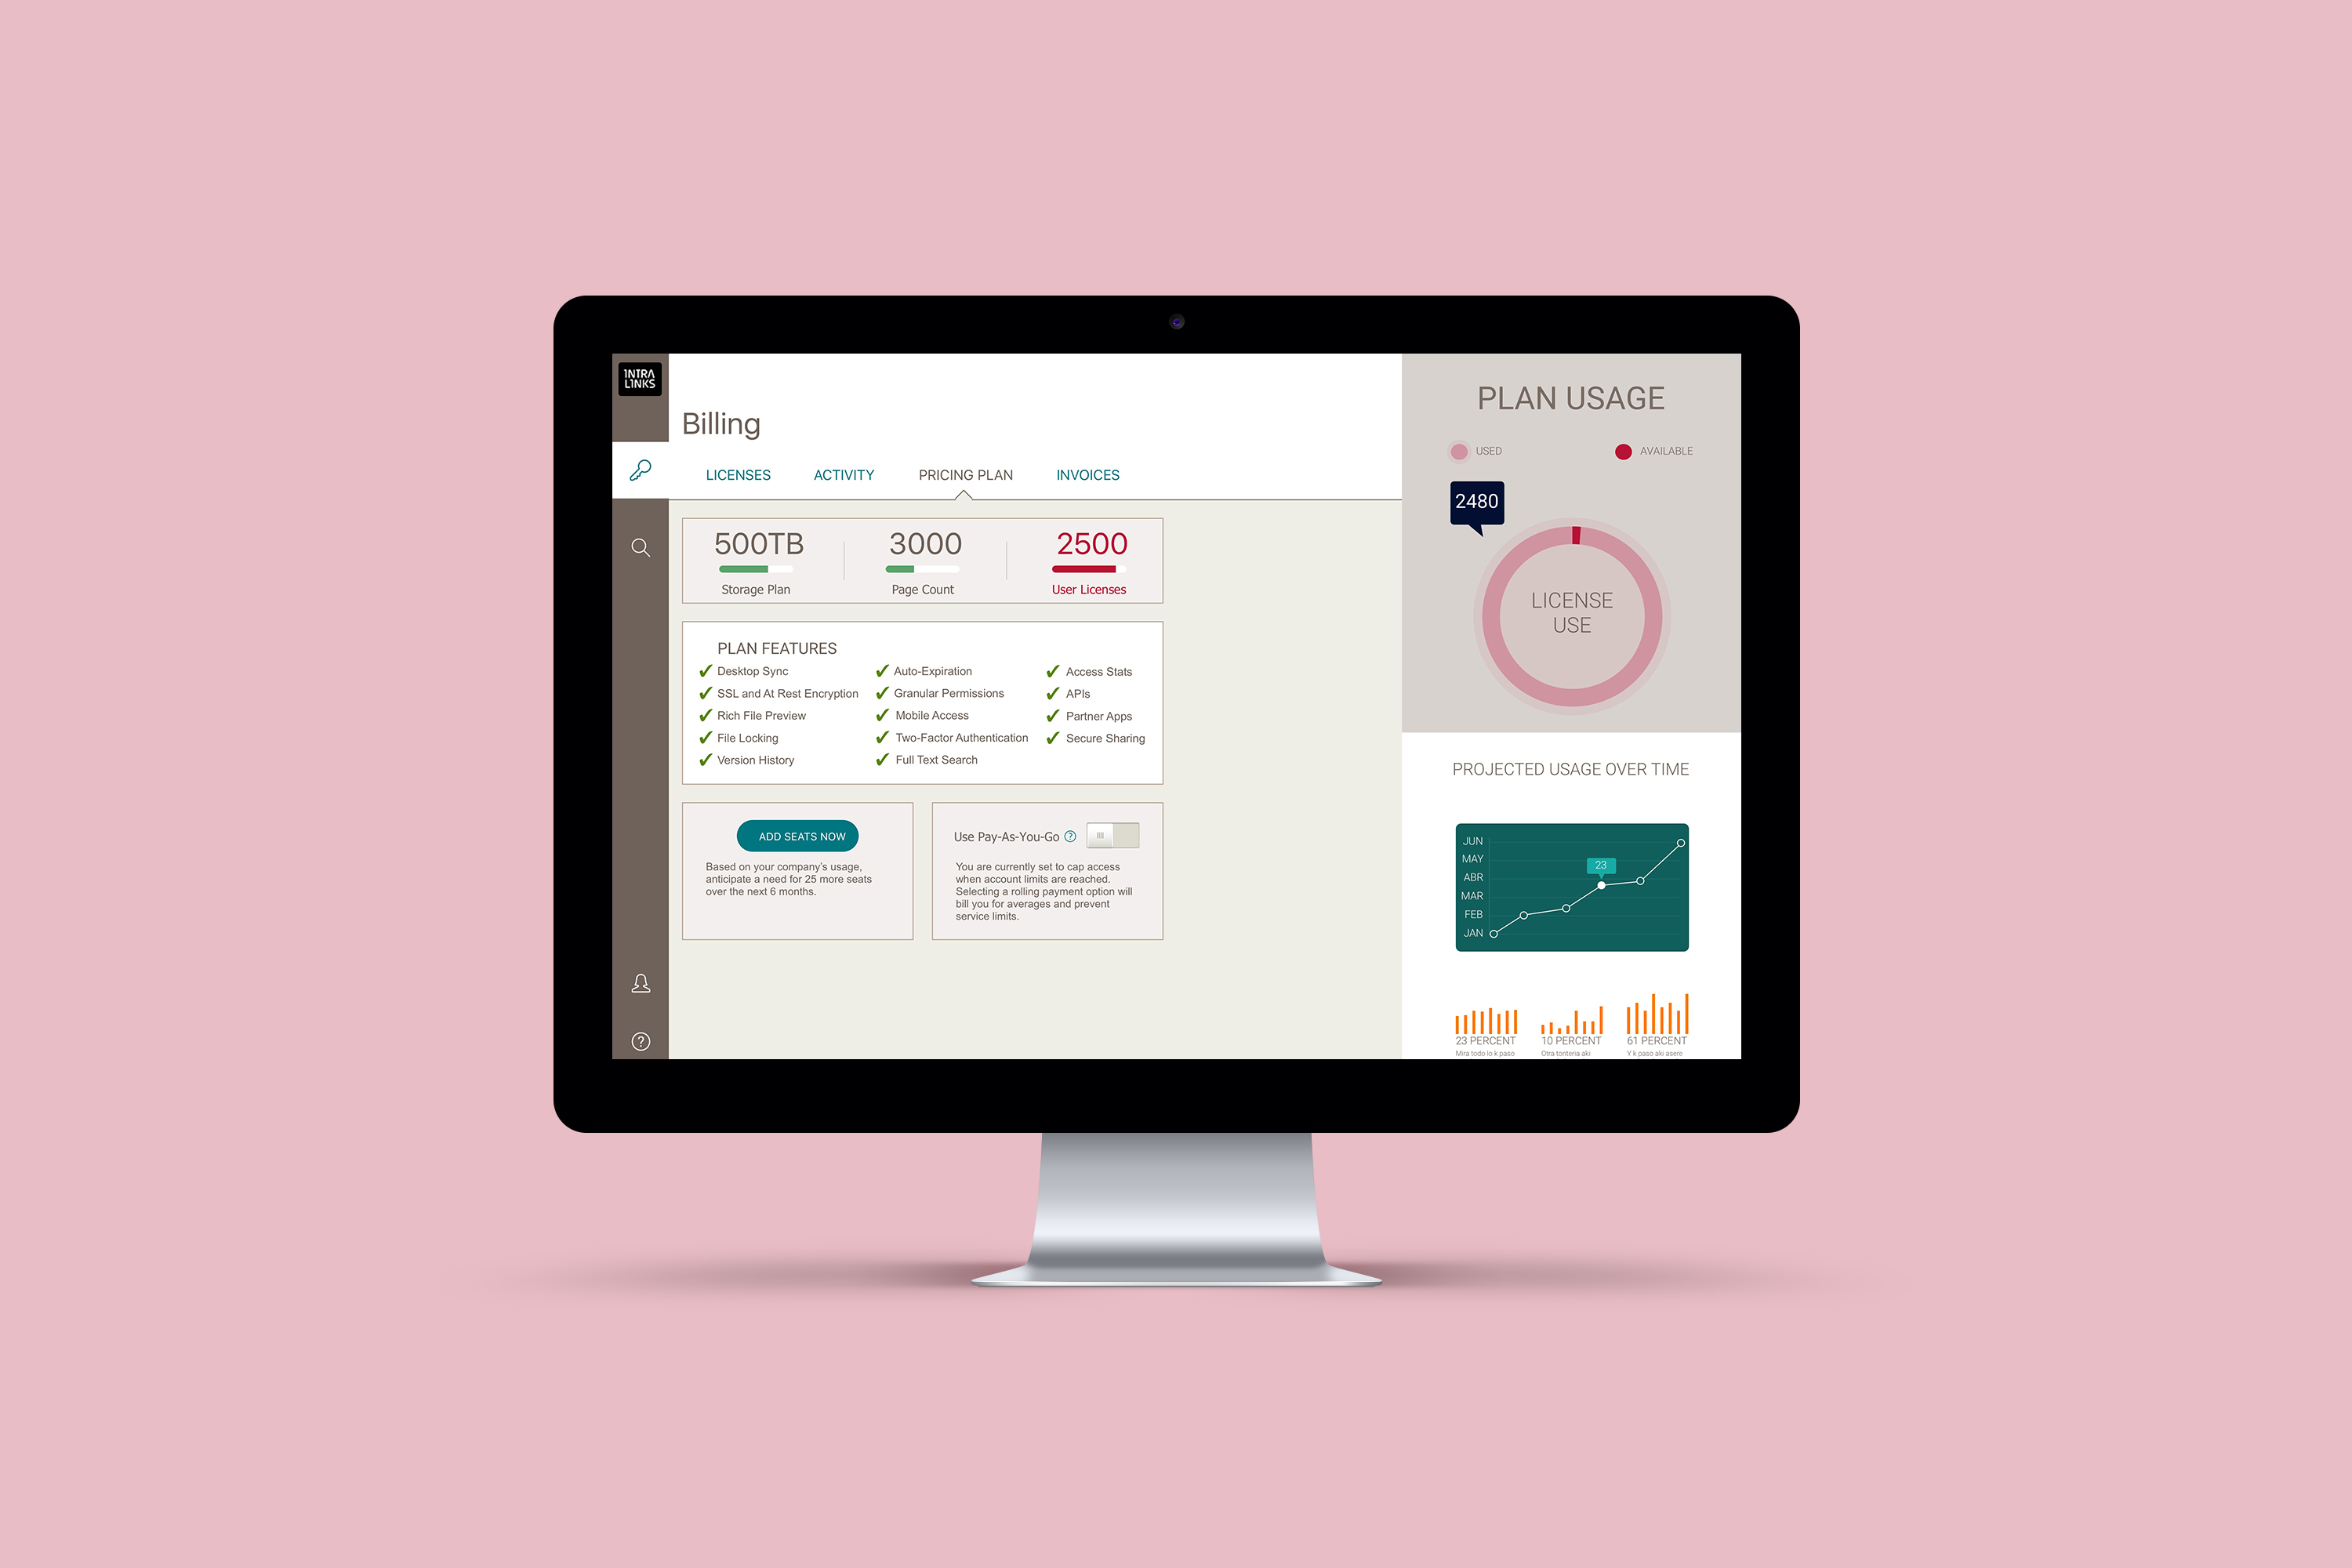 INTRA
LINKS
Billing
LICENSES
ACTIVITY
PRICING PLAN
INVOICES
500TB
Storage Plan
3000
Page Count
2500
User Licenses
PLAN FEATURES
Desktop Sync
SSL and At Rest Encryption
Rich File Preview
File Locking
Version History
Auto-Expiration
Granular Permissions
Mobile Access
Two-Factor Authentication
Full Text Search
Access Stats
APIs
Partner Apps
Secure Sharing
ADD SEATS NOW
Based on your company's usage,
anticipate a need for 25 more seats
over the next 6 months.
Use Pay-As-You-Go ?
You are currently set to cap access
when account limits are reached.
Selecting a rolling payment option will
bill you for averages and prevent
service limits.
?
PLAN USAGE
USED
AVAILABLE
2480
LICENSE
USE
PROJECTED USAGE OVER TIME
JUN
MAY
ABR
MAR
FEB
JAN
23
23 PERCENT
Mira todo lo k paso
10 PERCENT
Otra tonteria aki
61 PERCENT
Y k paso aki asere